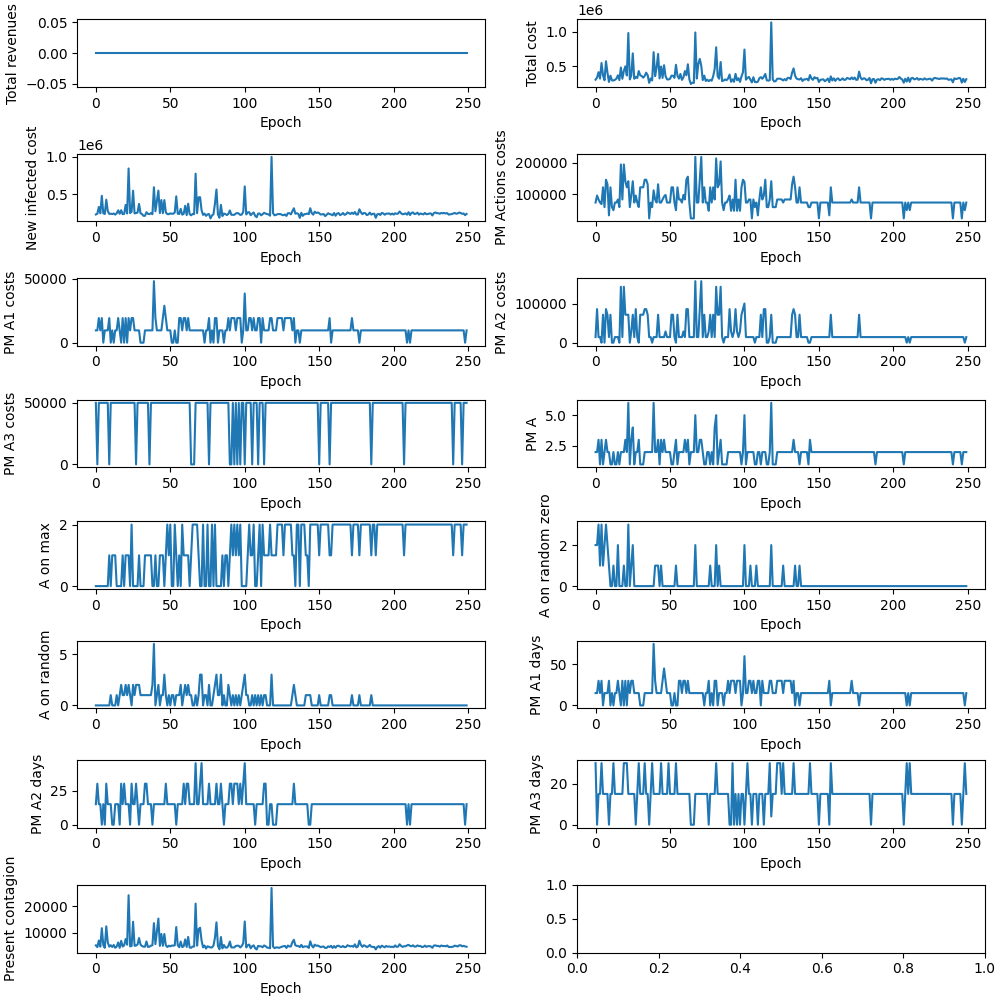 Total revenues
0.05
0.00
−0.05
0 50 100 150 200 250
Epoch
Total cost
1e6
1.0
0.5
0 50 100 150 200 250
Epoch
New infected cost
1e6
1.0
0.5
0 50 100 150 200 250
Epoch
PM Actions costs
200000
100000
0 50 100 150 200 250
Epoch
PM A1 costs
50000
0
0 50 100 150 200 250
Epoch
PM A2 costs
100000
0
0 50 100 150 200 250
Epoch
PM A3 costs
50000
0
0 50 100 150 200 250
Epoch
PM A
5.0
2.5
0 50 100 150 200 250
Epoch
A on max
2
0
0 50 100 150 200 250
Epoch
A on random zero
2
0
0 50 100 150 200 250
Epoch
A on random
5
0
0 50 100 150 200 250
Epoch
PM A1 days
50
0
0 50 100 150 200 250
Epoch
PM A2 days
25
0
0 50 100 150 200 250
Epoch
PM A3 days
20
0
0 50 100 150 200 250
Epoch
Present contagion
20000
10000
0 50 100 150 200 250
Epoch
1.0
0.5
0.0
0.0 0.2 0.4 0.6 0.8 1.0